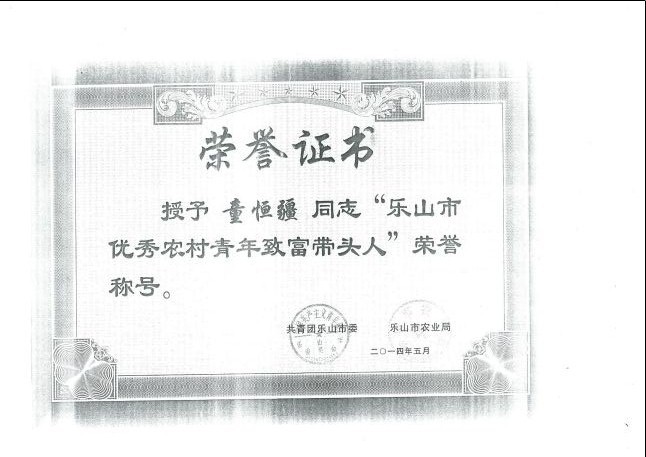 荣誉证书
授予 童恒疆 同志“乐山市
优秀农村青年致富带头人”荣誉
称号。
共青团乐山市委 乐山市农业局
二〇一四年五月